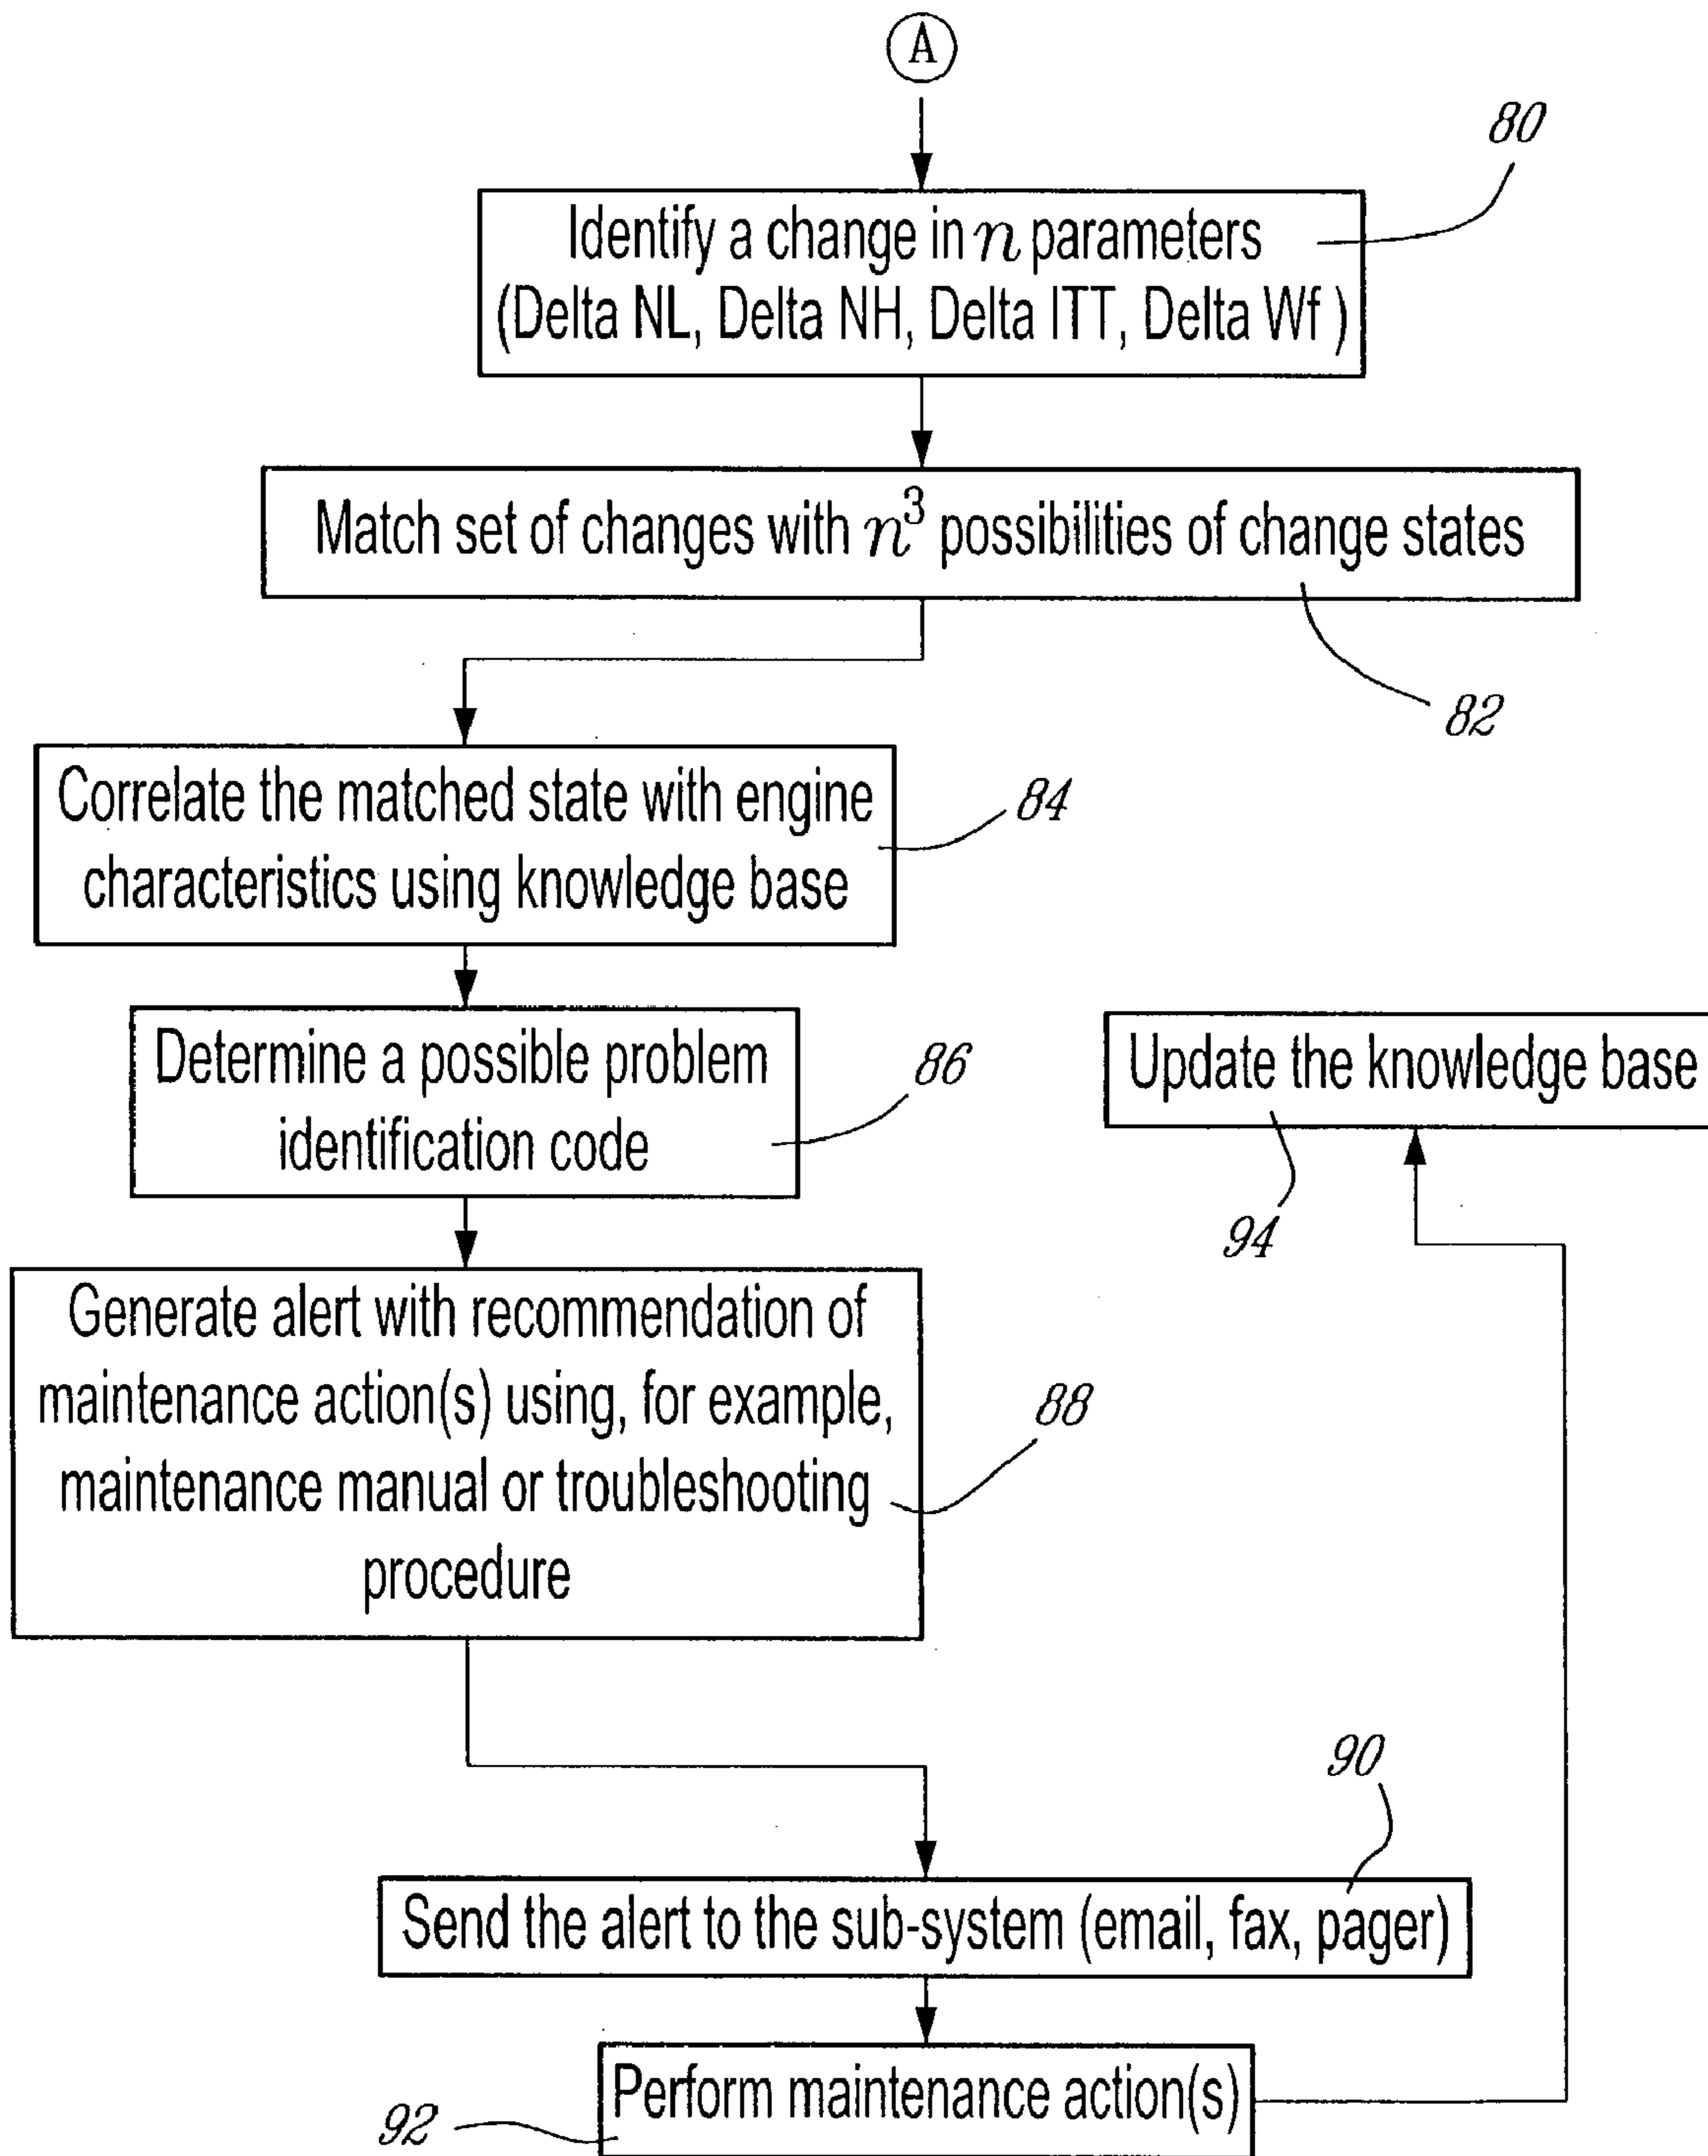 A
80
Identify a change in n parameters
(Delta NL, Delta NH, Delta ITT, Delta Wf )
Match set of changes with n³ possibilities of change states
82
Correlate the matched state with engine
characteristics using knowledge base
84
Determine a possible problem
identification code
86
Update the knowledge base
94
Generate alert with recommendation of
maintenance action(s) using, for example,
maintenance manual or troubleshooting
procedure
88
90
Send the alert to the sub-system (email, fax, pager)
Perform maintenance action(s)
92